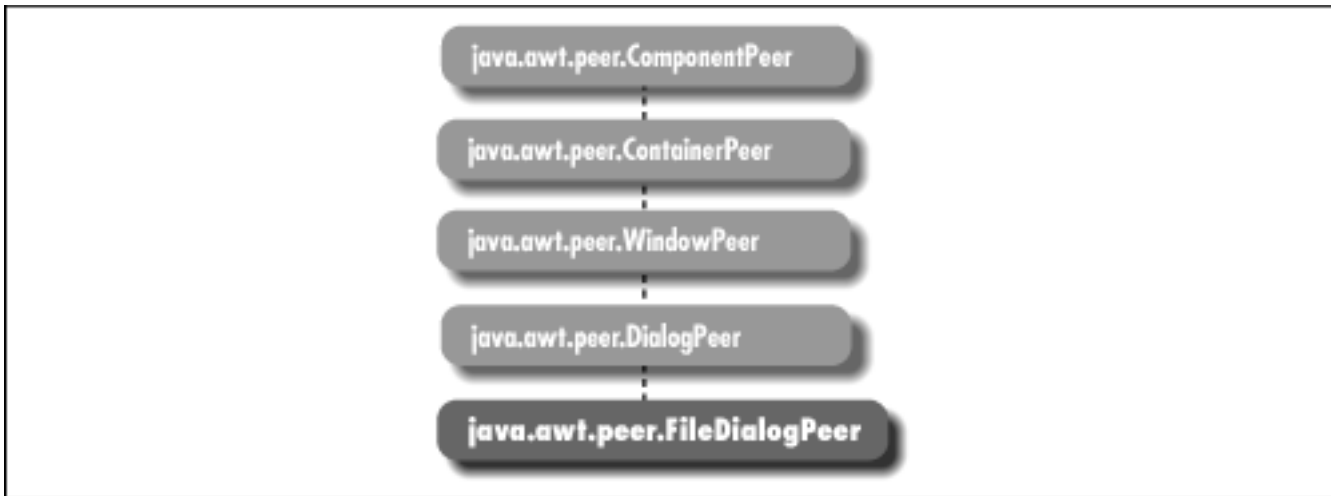 java.awt.peer.ComponentPeer
java.awt.peer.ContainerPeer
java.awt.peer.WindowPeer
java.awt.peer.DialogPeer
java.awt.peer.FileDialogPeer